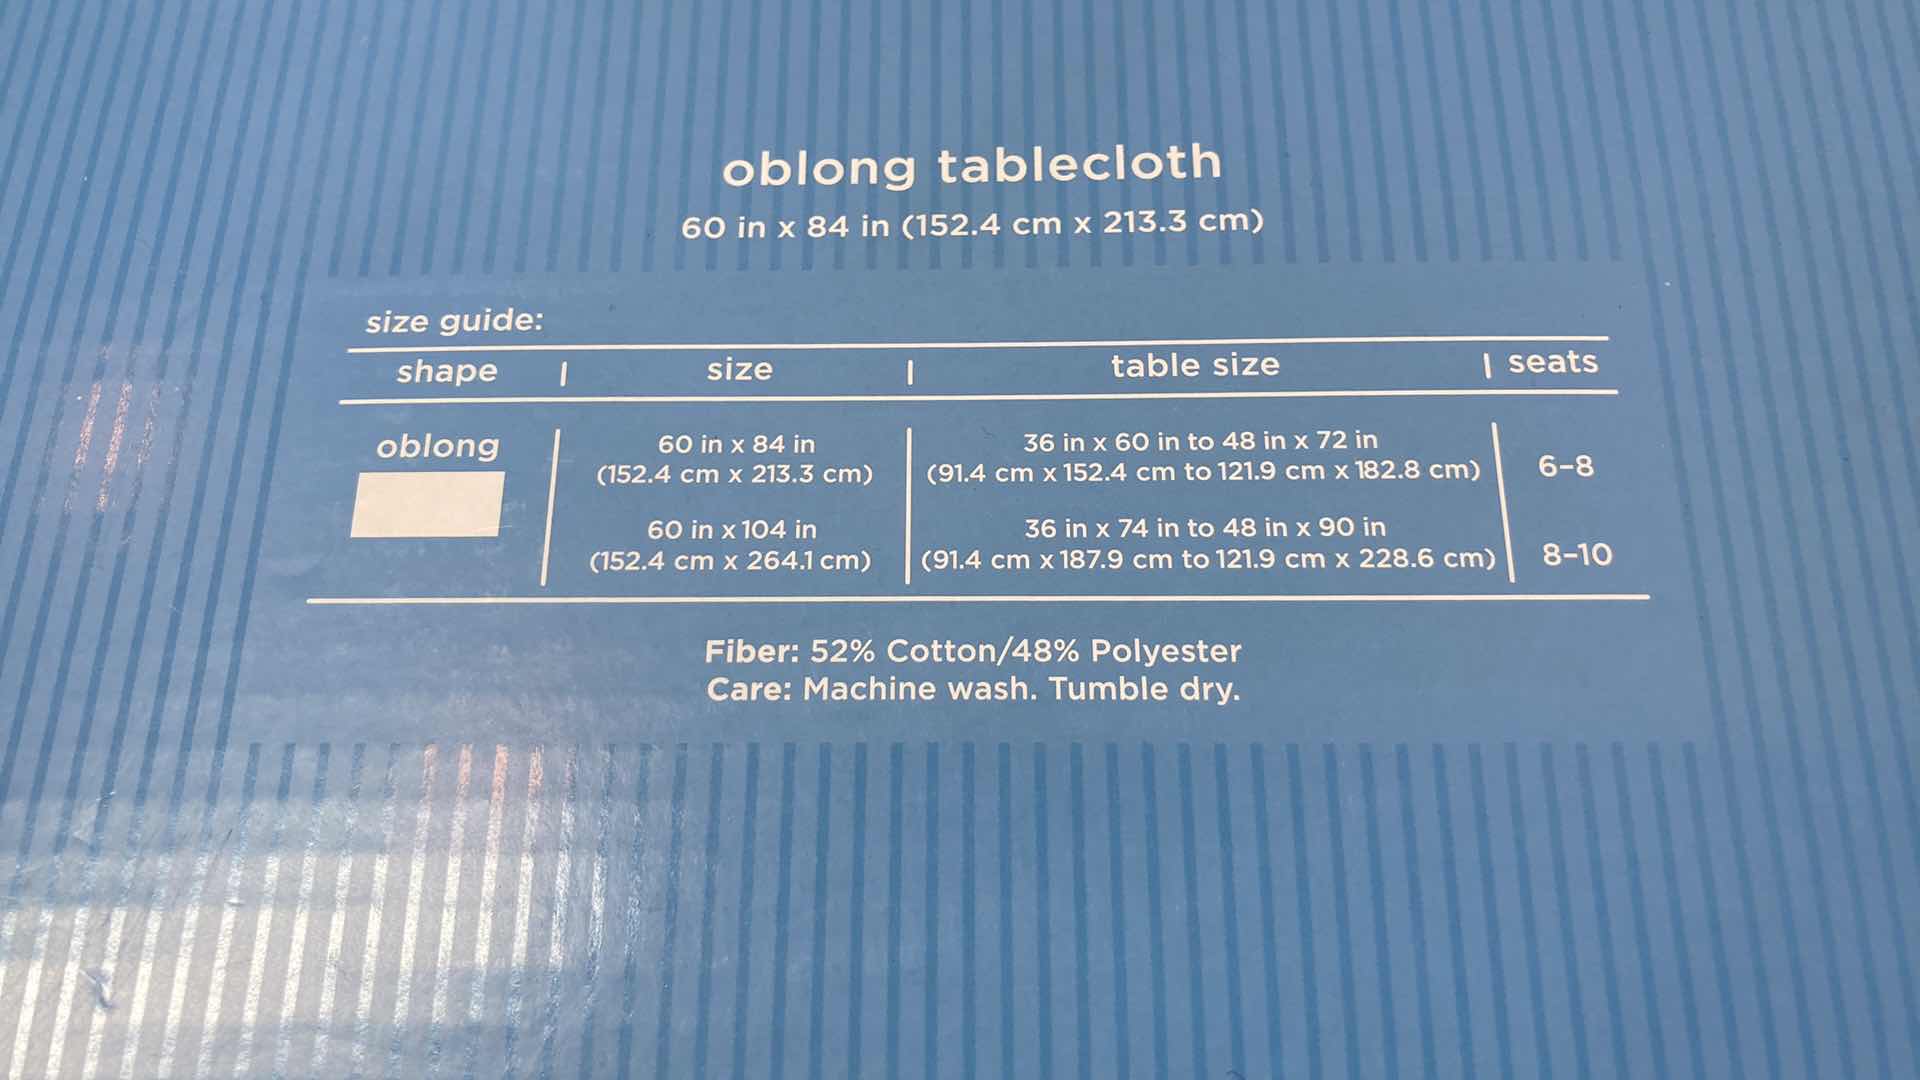 oblong tablecloth
60 in x 84 in (152.4 cm x 213.3 cm)
size guide:
shape | size | table size | seats
oblong
60 in x 84 in 36 in x 60 in to 48 in x 72 in
(152.4 cm x 213.3 cm) (91.4 cm x 152.4 cm to 121.9 cm x 182.8 cm) 6-8
60 in x 104 in 36 in x 74 in to 48 in x 90 in
(152.4 cm x 264.1 cm) (91.4 cm x 187.9 cm to 121.9 cm x 228.6 cm) 8-10
Fiber: 52% Cotton/48% Polyester
Care: Machine wash. Tumble dry.